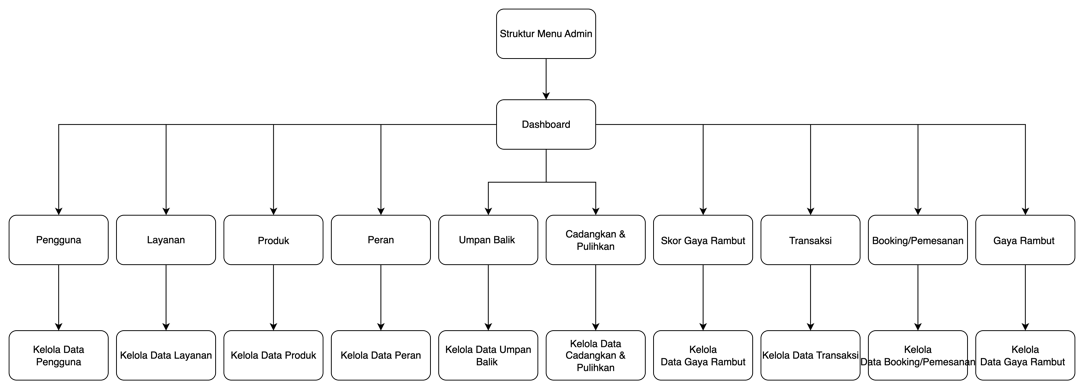 Struktur Menu Admin
Dashboard
Pengguna
Layanan
Produk
Peran
Umpan Balik
Cadangkan &
Pulihkan
Skor Gaya Rambut
Transaksi
Booking/Pemesanan
Gaya Rambut
Kelola Data
Pengguna
Kelola Data Layanan
Kelola Data Produk
Kelola Data Peran
Kelola Data Umpan
Balik
Kelola Data
Cadangkan &
Pulihkan
Kelola
Data Gaya Rambut
Kelola Data Transaksi
Kelola
Data Booking/Pemesanan
Kelola
Data Gaya Rambut